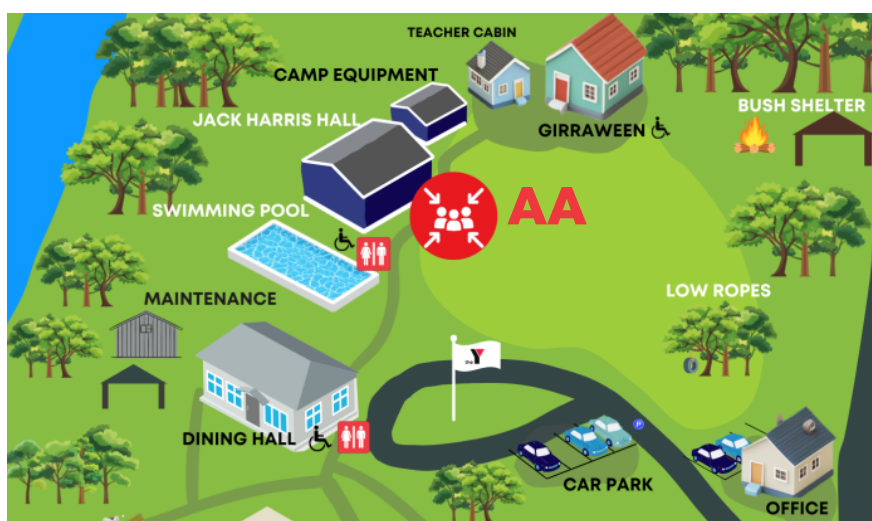 TEACHER CABIN
CAMP EQUIPMENT
BUSH SHELTER
JACK HARRIS HALL
GIRRAWEEN
AA
SWIMMING POOL
LOW ROPES
MAINTENANCE
the Y
P
DINING HALL
CAR PARK
OFFICE